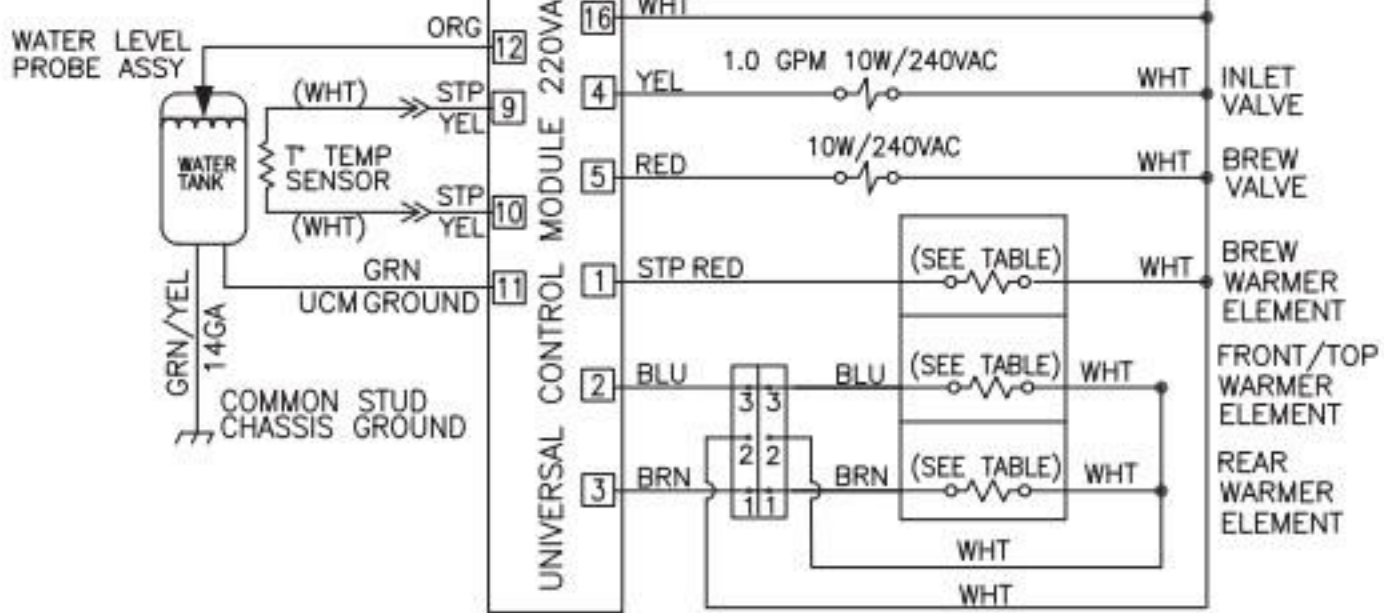 WHT
16
ORG
12
WATER LEVEL
PROBE ASSY
1.0 GPM 10W/240VAC
YEL
4
WHT
INLET
VALVE
(WHT)
STP
YEL
9
T° TEMP
SENSOR
WATER
TANK
10W/240VAC
RED
5
WHT
BREW
VALVE
STP
YEL
10
(WHT)
GRN
UCM GROUND
11
1
STP RED
(SEE TABLE)
WHT
BREW
WARMER
ELEMENT
GRN/YEL
14GA
COMMON STUD
CHASSIS GROUND
2
BLU
3 3
BLU
(SEE TABLE)
WHT
FRONT/TOP
WARMER
ELEMENT
2 2
3
BRN
1 1
BRN
(SEE TABLE)
WHT
REAR
WARMER
ELEMENT
WHT
WHT
UNIVERSAL CONTROL MODULE 220VA